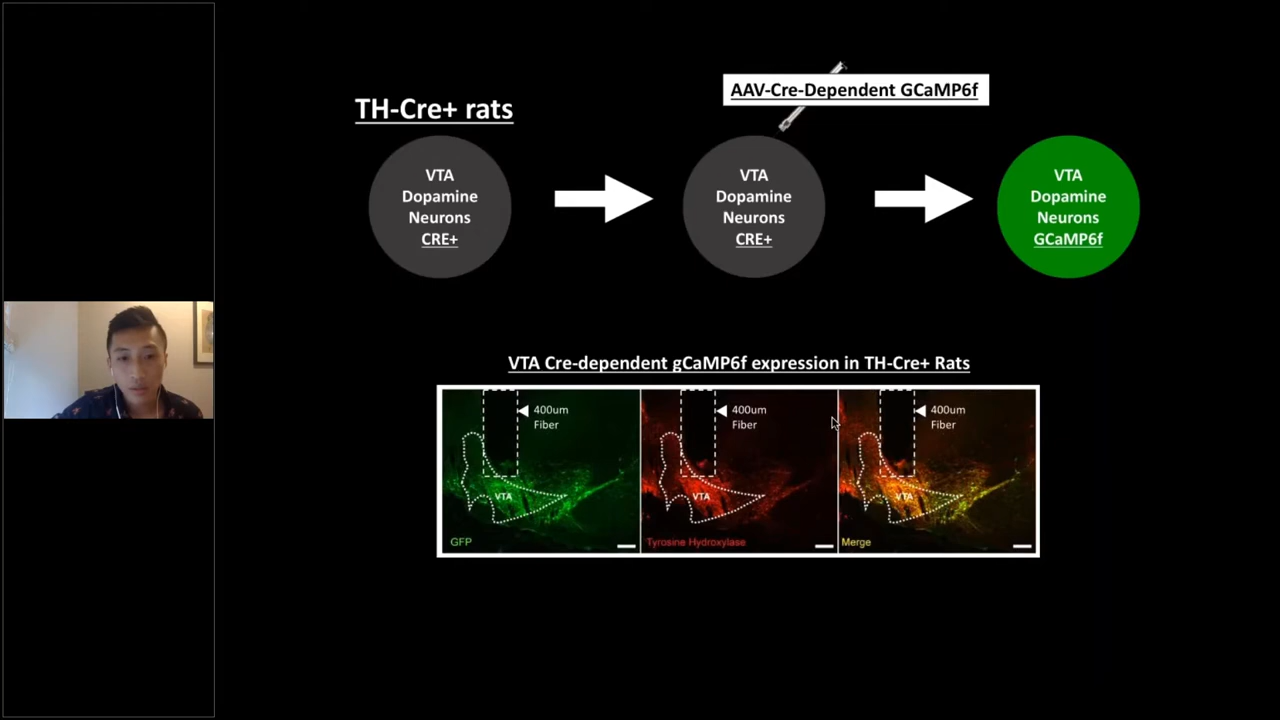 TH-Cre+ rats
AAV-Cre-Dependent GCaMP6f
VTA
Dopamine
Neurons
CRE+
VTA
Dopamine
Neurons
CRE+
VTA
Dopamine
Neurons
GCaMP6f
VTA Cre-dependent gCaMP6f expression in TH-Cre+ Rats
400um
Fiber
VTA
GFP
400um
Fiber
VTA
Tyrosine Hydroxylase
400um
Fiber
VTA
Merge